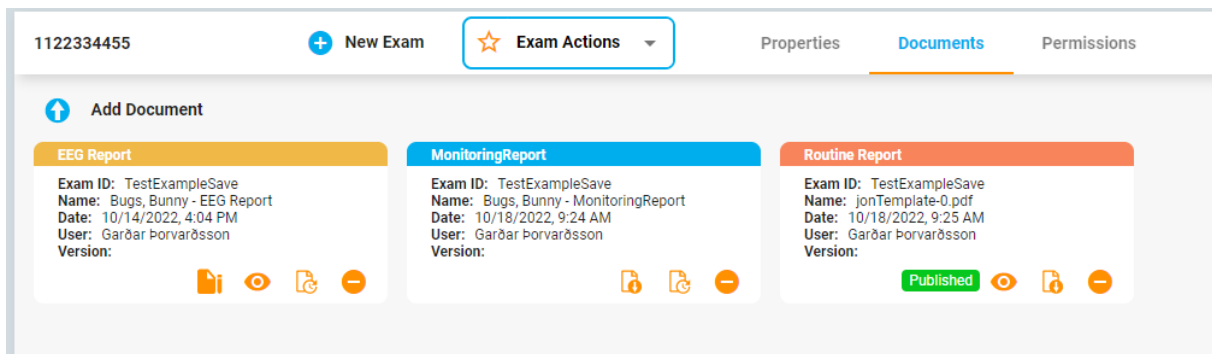 1122334455
New Exam
Exam Actions
Properties
Documents
Permissions
Add Document
EEG Report
Exam ID: TestExampleSave
Name: Bugs, Bunny - EEG Report
Date: 10/14/2022, 4:04 PM
User: Garðar Þorvarðsson
Version:
MonitoringReport
Exam ID: TestExampleSave
Name: Bugs, Bunny - MonitoringReport
Date: 10/18/2022, 9:24 AM
User: Garðar Þorvarðsson
Version:
Routine Report
Exam ID: TestExampleSave
Name: jonTemplate-0.pdf
Date: 10/18/2022, 9:25 AM
User: Garðar Þorvarðsson
Version:
Published